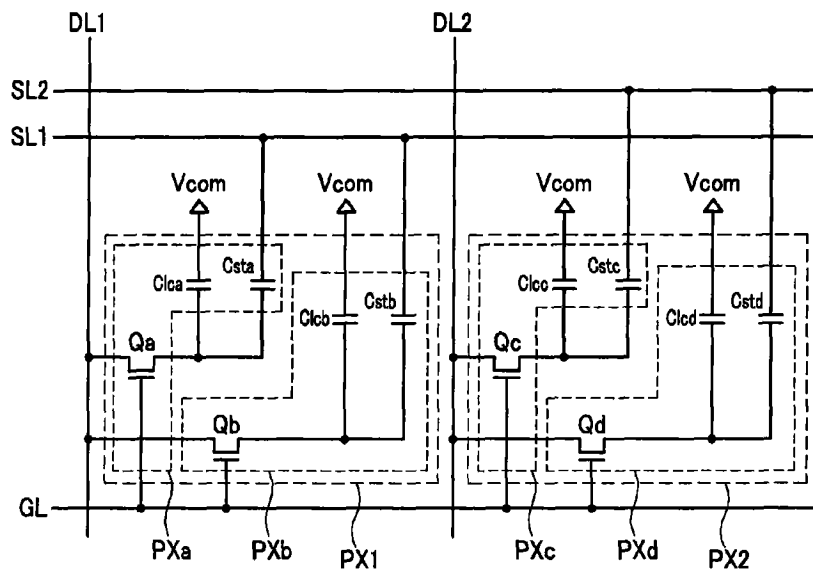 DL1 DL2
SL2
SL1
Vcom Vcom Vcom Vcom
Clca Csta Clcb Cstb Clcc Cstc Clcd Cstd
Qa Qc
Qb Qd
GL
PXa PXb PX1 PXc PXd PX2